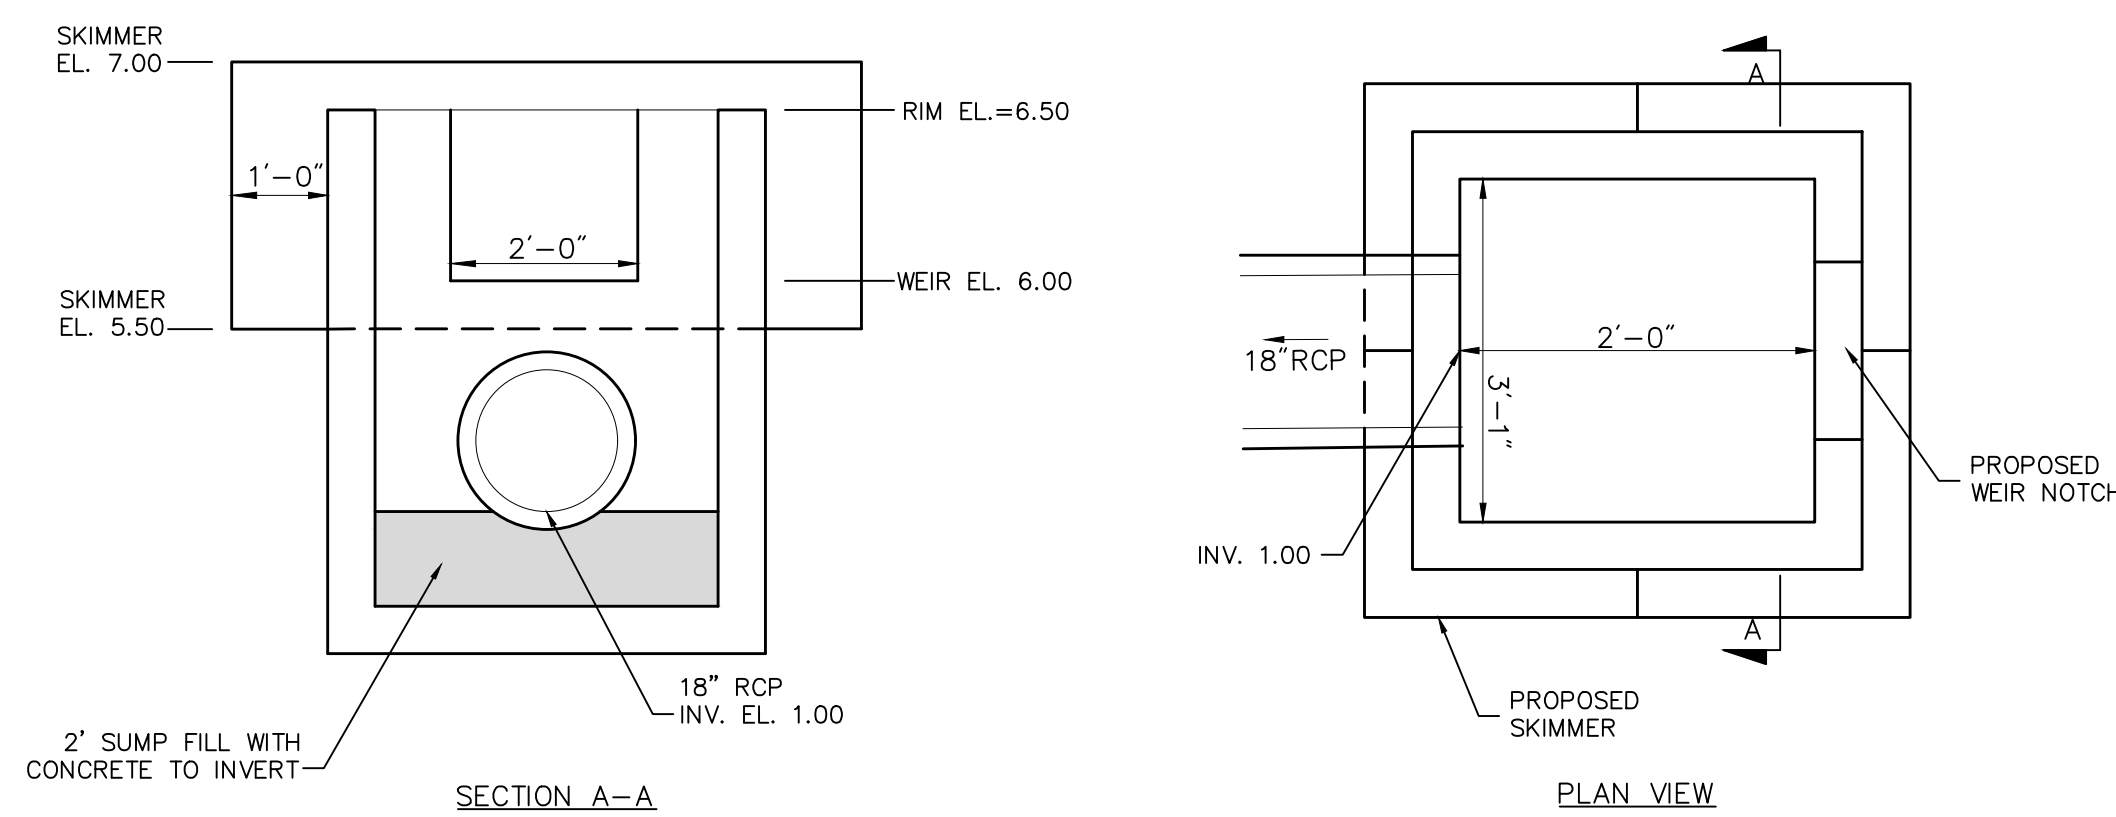 SKIMMER
EL. 7.00
RIM EL.=6.50
1'-0"
2'-0"
WEIR EL. 6.00
SKIMMER
EL. 5.50
18" RCP
INV. EL. 1.00
2' SUMP FILL WITH
CONCRETE TO INVERT
SECTION A-A
A
2'-0"
18"RCP
3'-1"
PROPOSED
WEIR NOTCH
INV. 1.00
A
PROPOSED
SKIMMER
PLAN VIEW